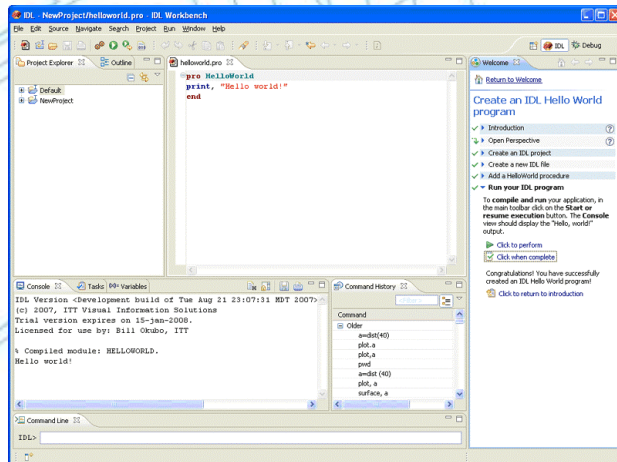 IDL - NewProject/helloworld.pro - IDL Workbench
File Edit Source Navigate Search Project Run Window Help
IDL Debug
Project Explorer Outline
Default
NewProject
helloworld.pro
pro HelloWorld
print, "Hello world!"
end
Welcome
Return to Welcome
Create an IDL Hello World
program
Introduction
Open Perspective
Create an IDL project
Create a new IDL file
Add a HelloWorld procedure
Run your IDL program
To compile and run your application, in
the main toolbar click on the Start or
resume execution button. The Console
view should display the "Hello, world!"
output.
Click to perform
Click when complete
Congratulations! You have successfully
created an IDL Hello World program!
Click to return to introduction
Console Tasks Variables
IDL Version <Development build of Tue Aug 21 23:07:31 MDT 2007>
(c) 2007, ITT Visual Information Solutions
Trial version expires on 15-jan-2008.
Licensed for use by: Bill Okubo, ITT
% Compiled module: HELLOWORLD.
Hello world!
Command History
Command
Older
a=dist(40)
plot.a
plot,a
pwd
a=dist (40)
plot, a
surface, a
Command Line
IDL>